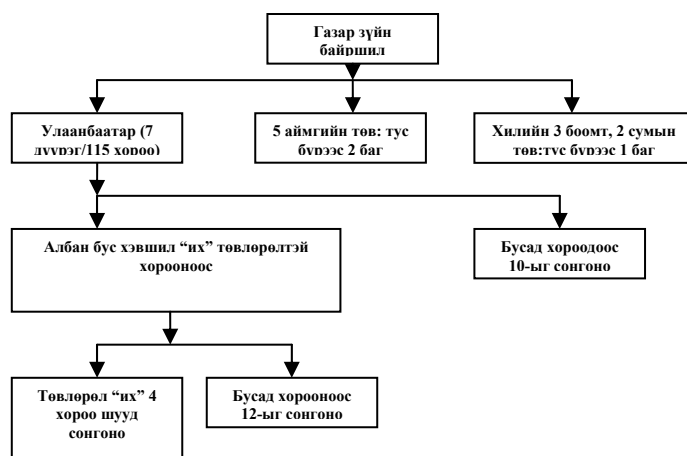 Газар зүйн
байршил
Улаанбаатар (7
дүүрэг/115 хороо)
5 аймгийн төв: тус
бүрээс 2 баг
Хилийн 3 боомт, 2 сумын
төв:тус бүрээс 1 баг
Албан бус хэвшил “их” төвлөрөлтэй
хорооноос
Бусад хороодоос
10-ыг сонгоно
Төвлөрөл “их” 4
хороо шууд
сонгоно
Бусад хорооноос
12-ыг сонгоно